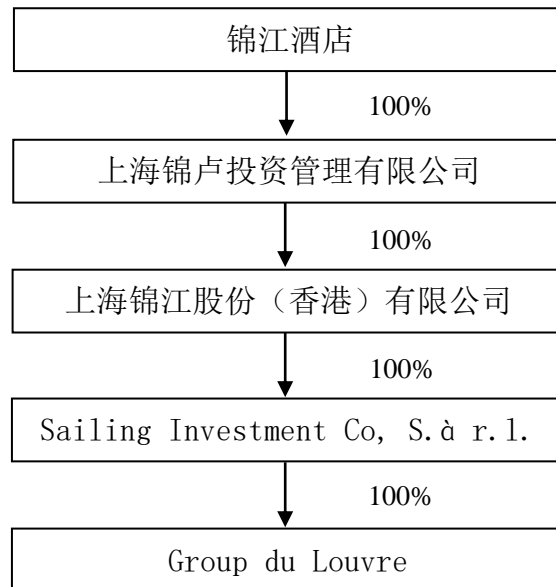 锦江酒店
100%
上海锦卢投资管理有限公司
100%
上海锦江股份（香港）有限公司
100%
Sailing Investment Co, S.à r.l.
100%
Group du Louvre